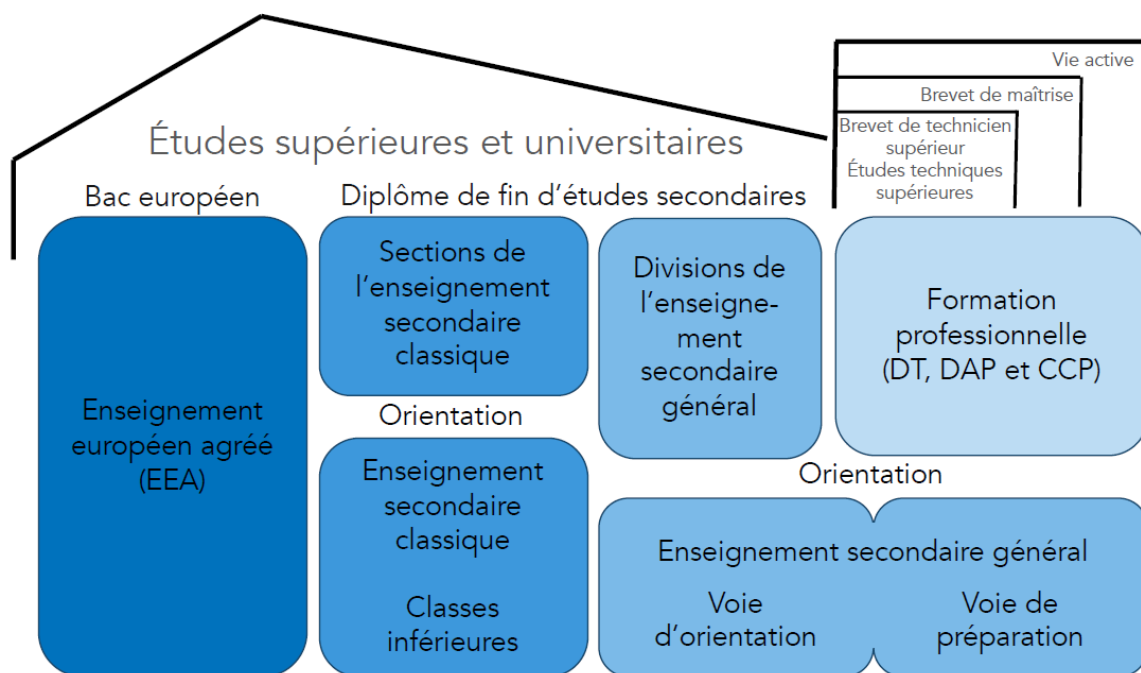 Vie active
Brevet de maîtrise
Brevet de technicien
supérieur
Études techniques
supérieures
Études supérieures et universitaires
Bac européen
Diplôme de fin d'études secondaires
Enseignement
européen agréé
(EEA)
Sections de
l'enseignement
secondaire
classique
Orientation
Enseignement
secondaire
classique
Classes
inférieures
Divisions de
l'enseigne-
ment
secondaire
général
Formation
professionnelle
(DT, DAP et CCP)
Orientation
Enseignement secondaire général
Voie
d'orientation
Voie de
préparation